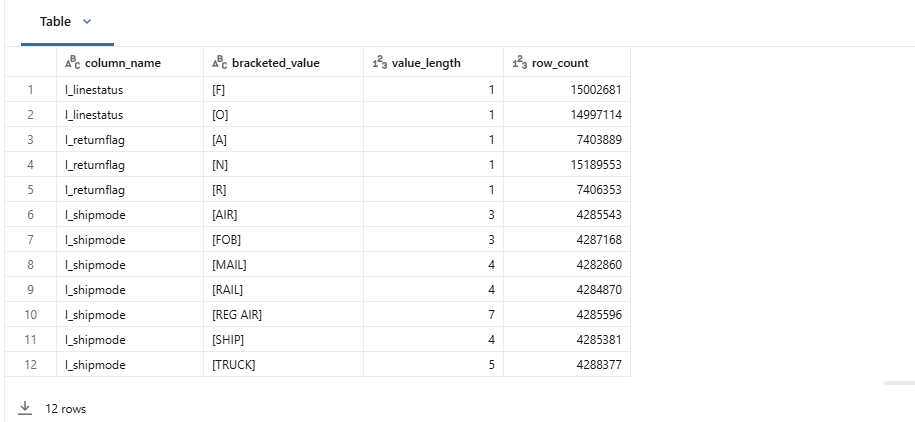 Table
column_name bracketed_value value_length row_count
1 l_linestatus [F] 1 15002681
2 l_linestatus [O] 1 14997114
3 l_returnflag [A] 1 7403889
4 l_returnflag [N] 1 15189553
5 l_returnflag [R] 1 7406353
6 l_shipmode [AIR] 3 4285543
7 l_shipmode [FOB] 3 4287168
8 l_shipmode [MAIL] 4 4282860
9 l_shipmode [RAIL] 4 4284870
10 l_shipmode [REG AIR] 7 4285596
11 l_shipmode [SHIP] 4 4285381
12 l_shipmode [TRUCK] 5 4288377
12 rows